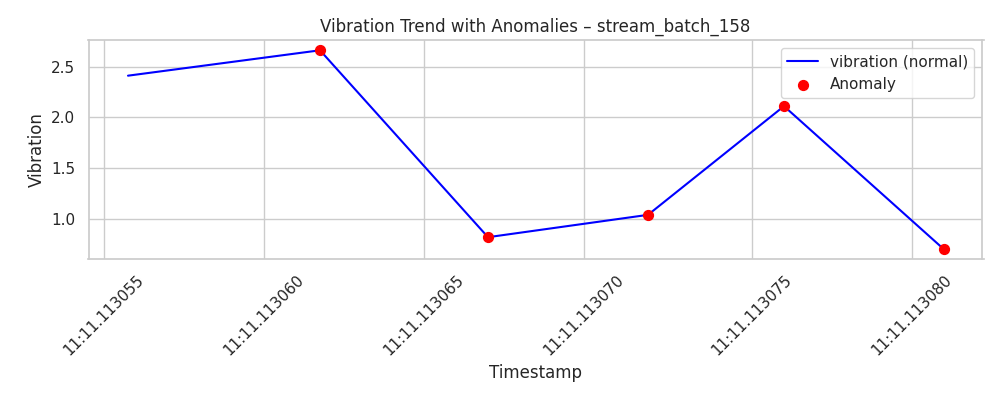 Vibration Trend with Anomalies – stream_batch_158
vibration (normal)
Anomaly
Vibration
2.5
2.0
1.5
1.0
11:11.113055
11:11.113060
11:11.113065
11:11.113070
11:11.113075
11:11.113080
Timestamp